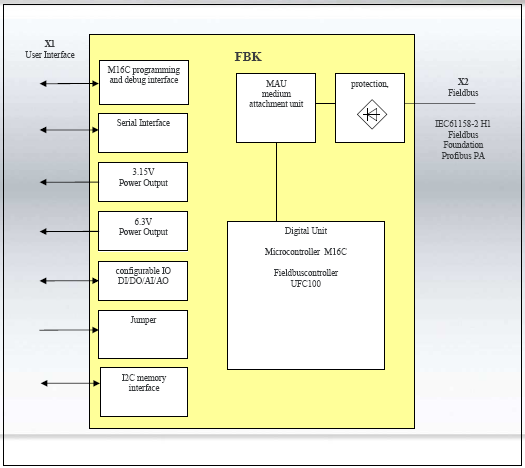 X1
User Interface
FBK
M16C programming
and debug interface
Serial Interface
3.15V
Power Output
6.3V
Power Output
configurable IO
DI/DO/AI/AO
Jumper
I2C memory
interface
MAU
medium
attachment unit
protection,
Digital Unit
Microcontroller M16C
Fieldbuscontroller
UFC100
X2
Fieldbus
IEC61158-2 H1
Fieldbus
Foundation
Profibus PA